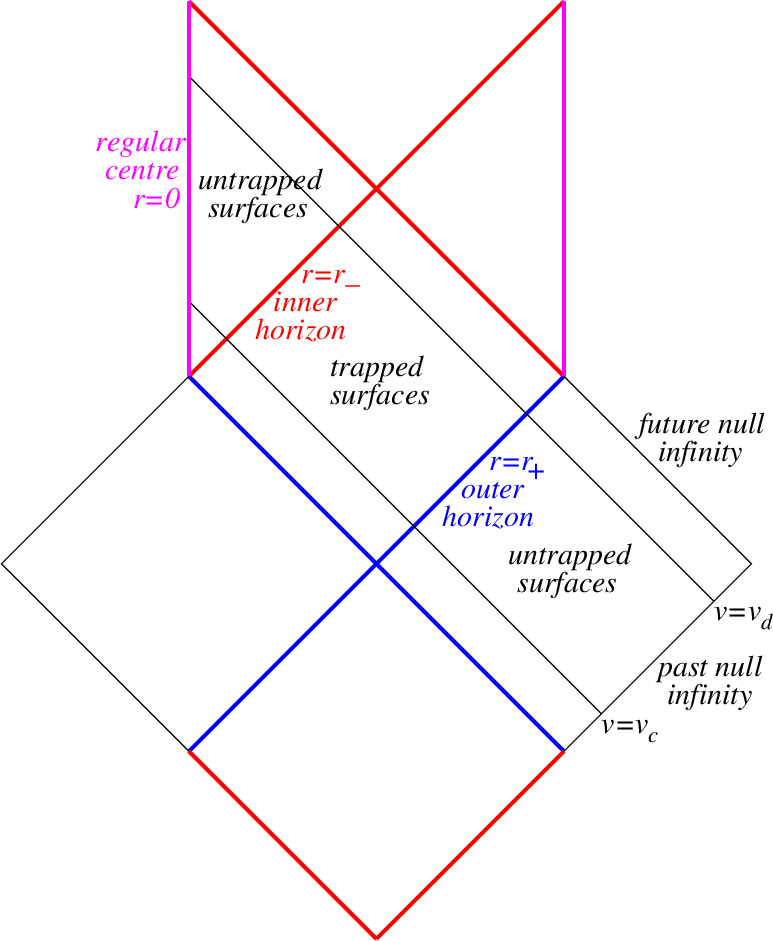 regular
centre
r=0
untrapped
surfaces
r=r_
inner
horizon
trapped
surfaces
future null
infinity
r=r+
outer
horizon
untrapped
surfaces
v=v_d
past null
infinity
v=v_c